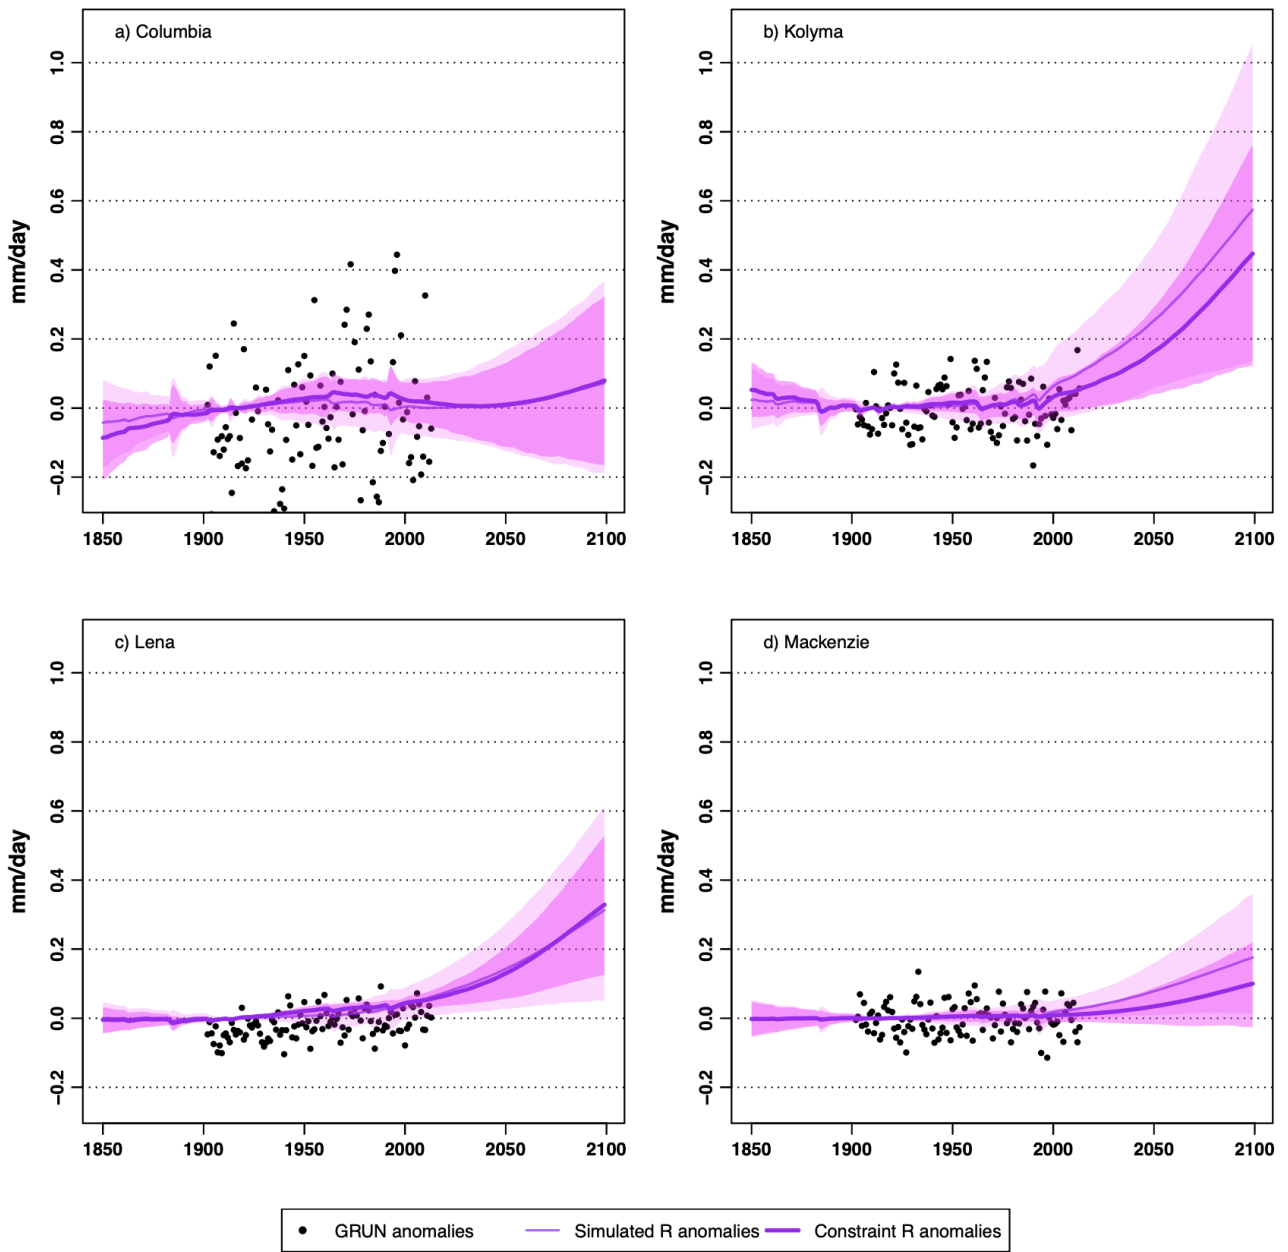 a) Columbia
mm/day
1.0
0.8
0.6
0.4
0.2
0.0
−0.2
1850 1900 1950 2000 2050 2100
b) Kolyma
mm/day
1.0
0.8
0.6
0.4
0.2
0.0
−0.2
1850 1900 1950 2000 2050 2100
c) Lena
mm/day
1.0
0.8
0.6
0.4
0.2
0.0
−0.2
1850 1900 1950 2000 2050 2100
d) Mackenzie
mm/day
1.0
0.8
0.6
0.4
0.2
0.0
−0.2
1850 1900 1950 2000 2050 2100
GRUN anomalies Simulated R anomalies Constraint R anomalies